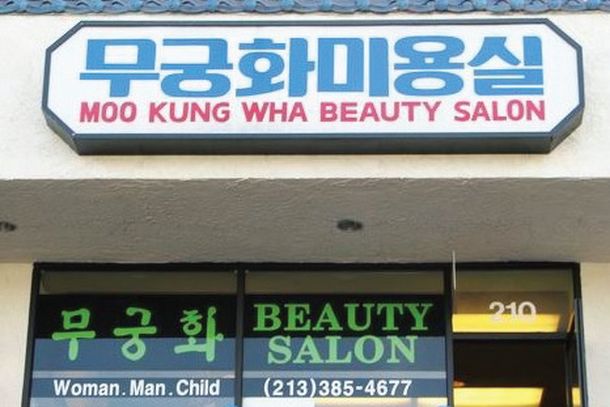 무궁화미용실
MOO KUNG WHA BEAUTY SALON
무궁화
Woman.Man.Child
BEAUTY
SALON
(213)385-4677
210